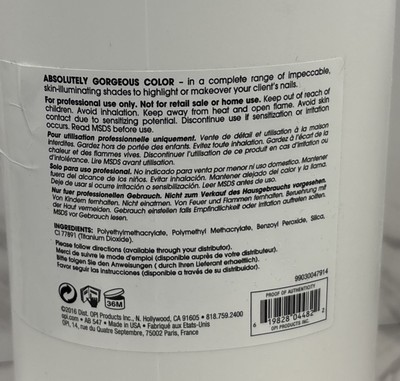 ABSOLUTELY GORGEOUS COLOR – in a complete range of impeccable,
skin-illuminating shades to highlight or makeover your client's nails.
For professional use only. Not for retail sale or home use. Keep out of reach of
children. Avoid inhalation. Keep away from heat and open flame. Avoid skin
contact due to sensitizing potential. Discontinue use if sensitization or irritation
occurs. Read MSDS before use.
Pour utilisation professionnelle uniquement. Vente de détail et utilisation à la maison
interdites. Gardez hors de portée des enfants. Évitez toute inhalation. Gardez à l'écart de la
chaleur et des flammes vives. Discontinuer l'utilisation de ce produit en cas d'irritation ou
d'intolérance. Lire MSDS avant utilisation.
Solo para uso profesional. No indicado para venta por menor ni uso domestico. Mantener
fuera del alcance de los niños. Evitar inhalación. Mantener alejado del calor y la llama.
Deje de usar si ocurre irritación o sensibilización. Leer MSDS antes de uso.
Nur fuer professionellen Gebrauch. Nicht zum Verkauf des Hausgebrauchs vorgesehen.
Von Kindern fernhalten. Nicht einatmen. Von Feuer und Flammen fernhalten. Beruehrung mit
der Haut vermeiden. Gebrauch einstellen falls Empfindlichkeit oder Irritation auftreten sollten.
MSDS vor Gebrauch lesen.
INGREDIENTS: Polyethylmethacrylate, Polymethyl Methacrylate, Benzoyl Peroxide, Silica,
CI 77891 (Titanium Dioxide).
Please follow directions (available through your distributor).
Merci de suivre le mode d'emploi (disponible auprès de votre distributeur).
Bitte folgen Sie den Anweisungen ( durch Ihren Lieferant erhaeltlich).
Favor seguir las instrucciones (disponible a través de su distribuidor).
99030047914
36M
©2016 Dist. OPI Products Inc., N. Hollywood, CA 91605 • 818.759.2400
opi.com • AB 547 • Made in USA • Fabriqué aux Etats-Unis
OPI, 14, rue du Quatre Septembre, 75002 Paris, France
PROOF OF AUTHENTICITY
6 19828 04482 2
OPI PRODUCTS INC.